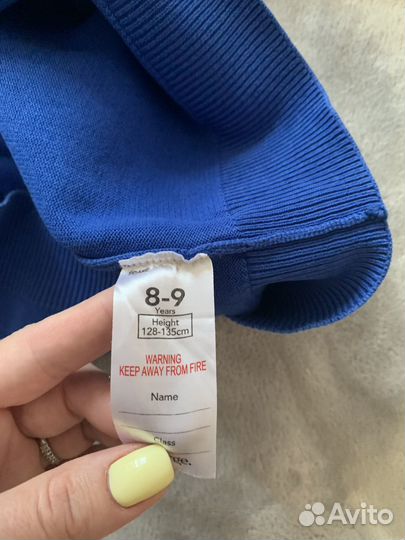 8-9
Years
Height
128-135cm
WARNING
KEEP AWAY FROM FIRE
Name
Class
Avito